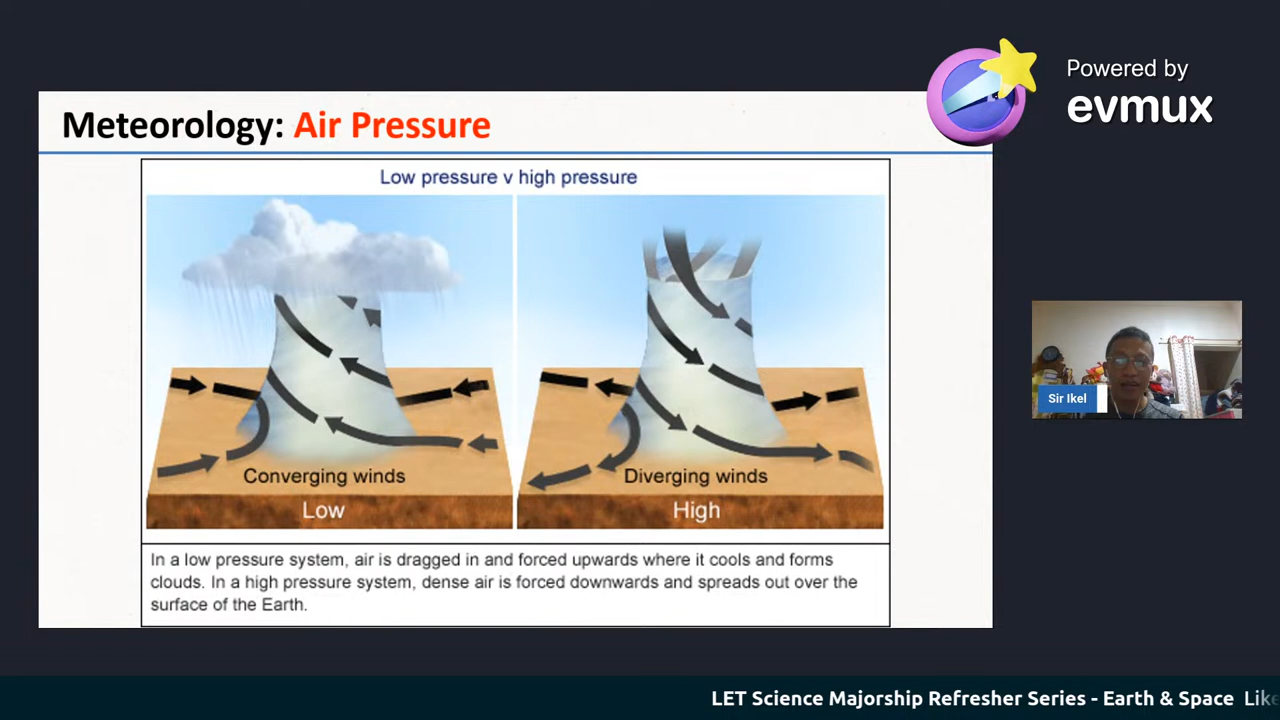 Powered by
evmux
Meteorology: Air Pressure
Low pressure v high pressure
Converging winds
Low
Diverging winds
High
In a low pressure system, air is dragged in and forced upwards where it cools and forms
clouds. In a high pressure system, dense air is forced downwards and spreads out over the
surface of the Earth.
Sir Ikel
LET Science Majorship Refresher Series - Earth & Space Like